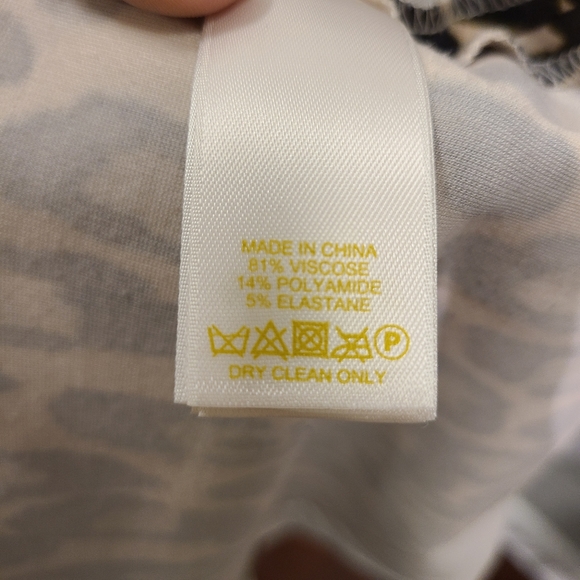 MADE IN CHINA
81% VISCOSE
14% POLYAMIDE
5% ELASTANE
P
DRY CLEAN ONLY